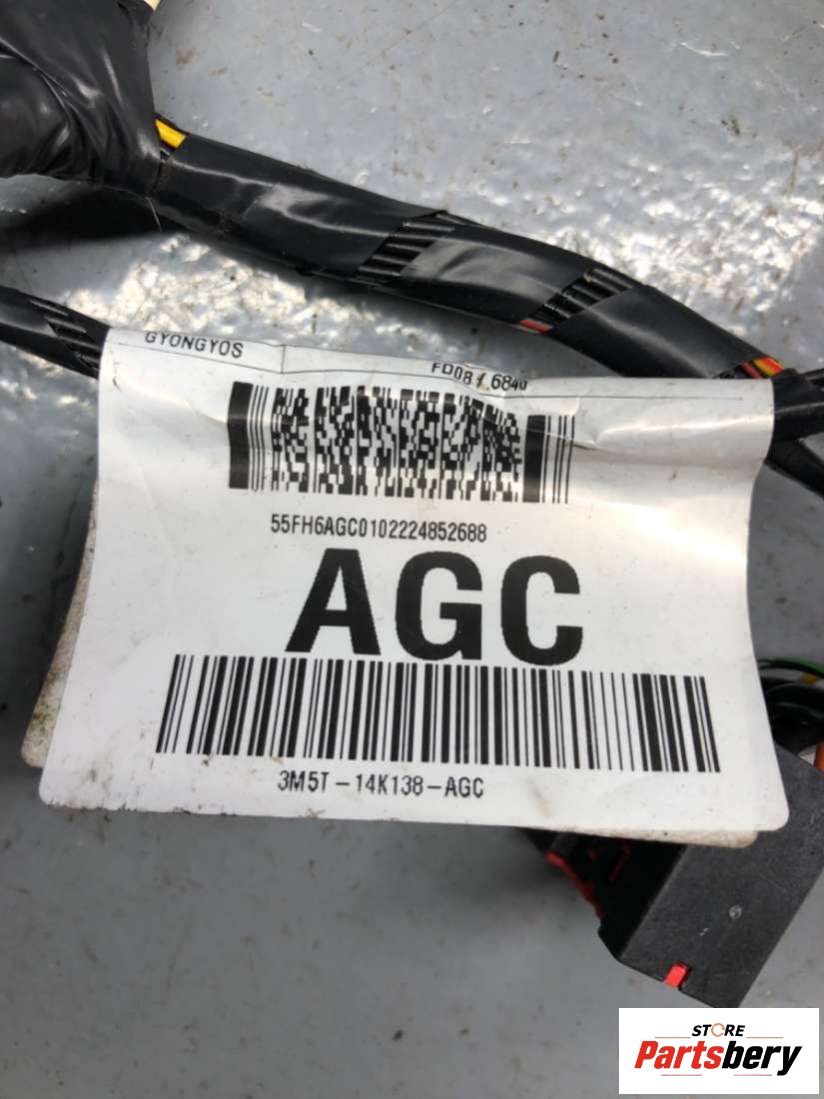 GYONGYOS
55FH6AGC0102224852688
AGC
3M5T-14K138-AGC
STORE
Partsbery